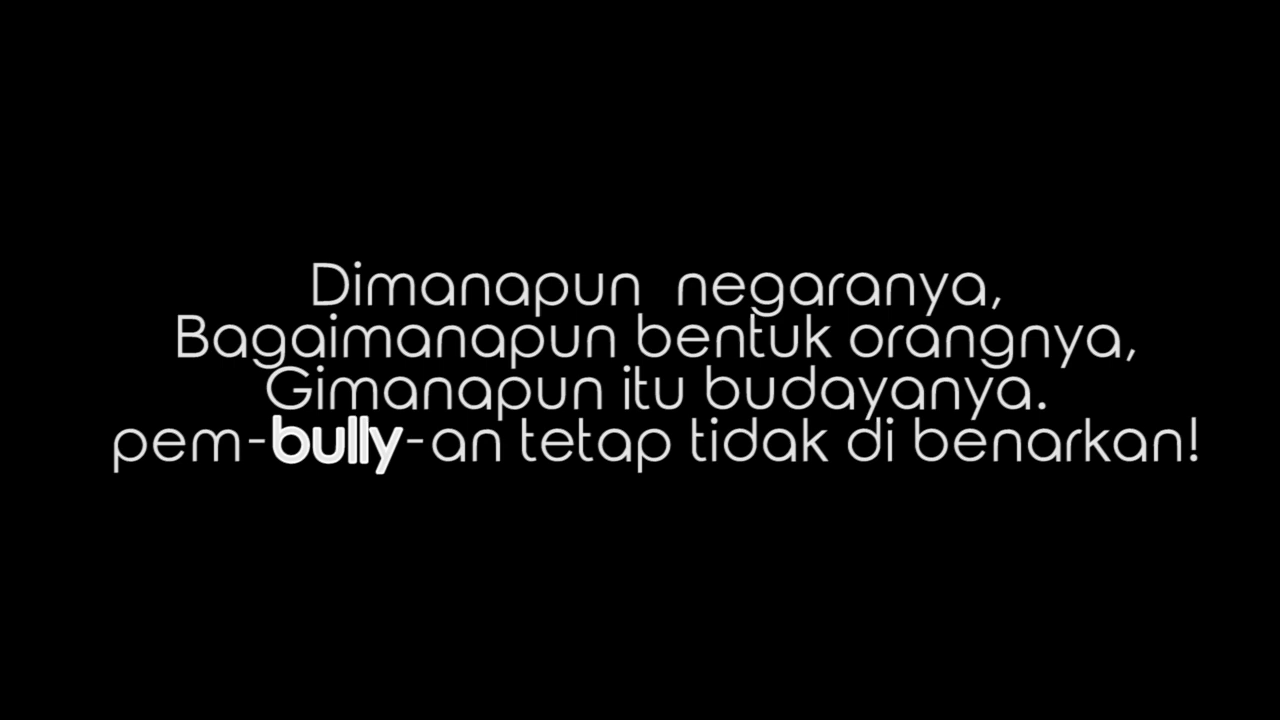 Dimanapun negaranya,
Bagaimanapun bentuk orangnya,
Gimanapun itu budayanya.
pem-bully-an tetap tidak di benarkan!